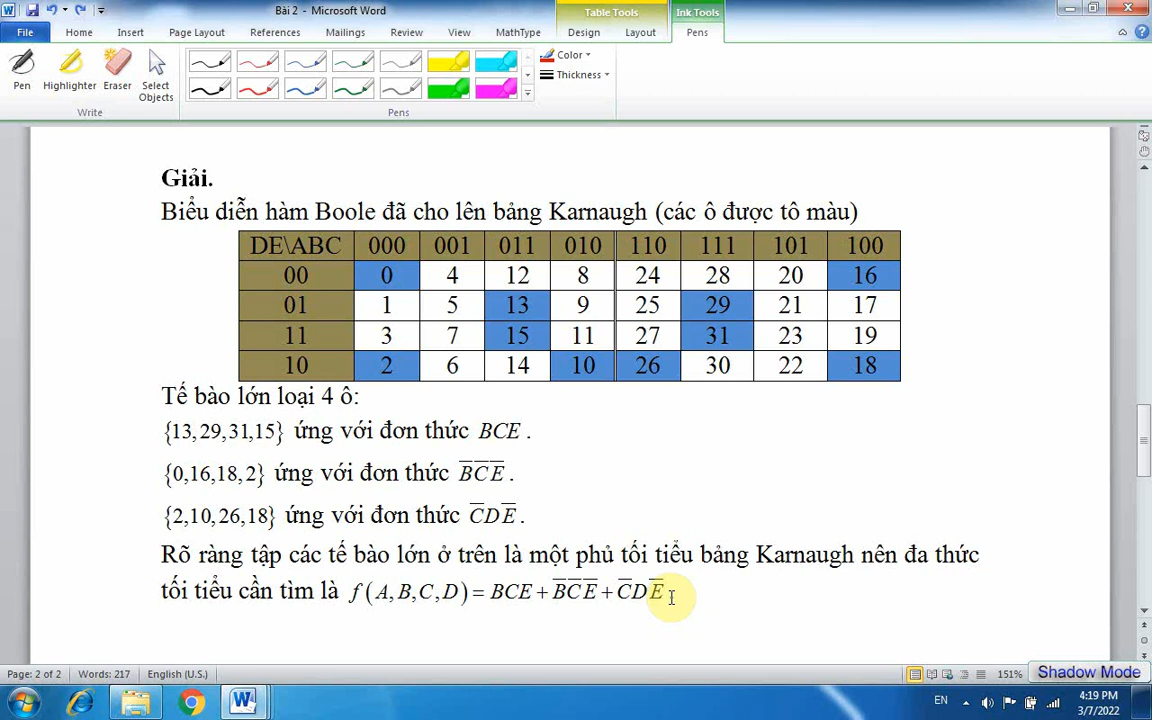 Bài 2 - Microsoft Word
Table Tools
Ink Tools
File Home Insert Page Layout References Mailings Review View MathType Design Layout Pens
Pen Highlighter Eraser Select Objects
Color
Thickness
Write
Pens
Giải.
Biểu diễn hàm Boole đã cho lên bảng Karnaugh (các ô được tô màu)
DE\ABC 000 001 011 010 110 111 101 100
00 0 4 12 8 24 28 20 16
01 1 5 13 9 25 29 21 17
11 3 7 15 11 27 31 23 19
10 2 6 14 10 26 30 22 18
Tế bào lớn loại 4 ô:
{13,29,31,15} ứng với đơn thức BCE .
{0,16,18,2} ứng với đơn thức B̅C̅E̅ .
{2,10,26,18} ứng với đơn thức C̅DE̅ .
Rõ ràng tập các tế bào lớn ở trên là một phủ tối tiểu bảng Karnaugh nên đa thức
tối tiểu cần tìm là f(A,B,C,D) = BCE + B̅C̅E̅ + C̅DE̅
Page: 2 of 2 Words: 217 English (U.S.) 151% Shadow Mode
EN 4:19 PM
3/7/2022